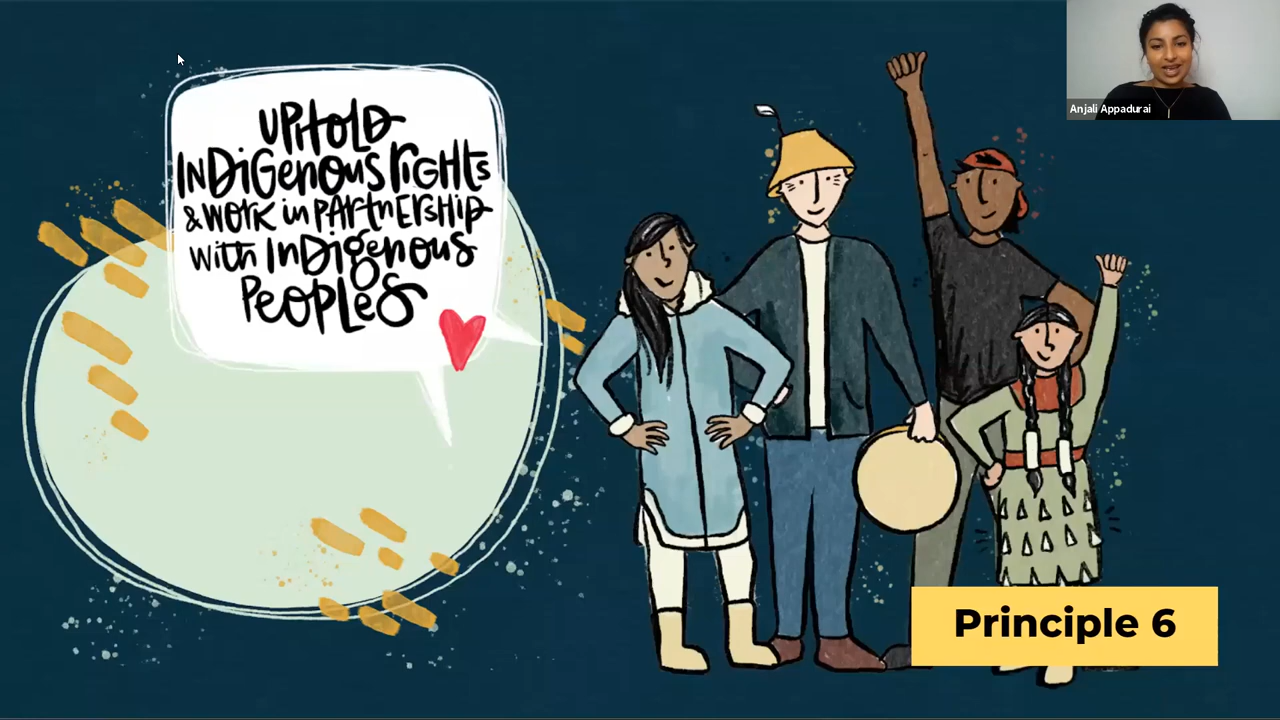 UPHOLD
INDIGENOUS RIGHTS
& WORK in PARTNERSHIP
with INDIGENOUS
PEOPLES
Anjali Appadurai
Principle 6